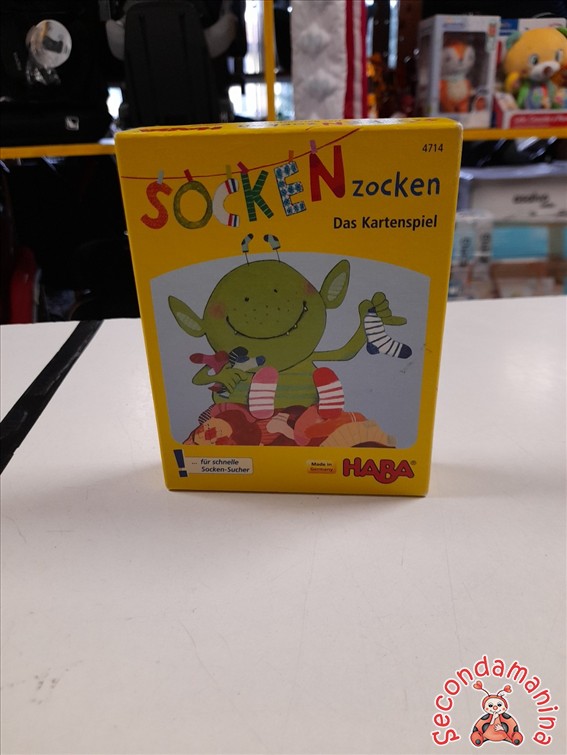 4714
SOCKEN zocken
Das Kartenspiel
! ... für schnelle
Socken-Sucher
Made in
Germany
HABA®
Secondamanina